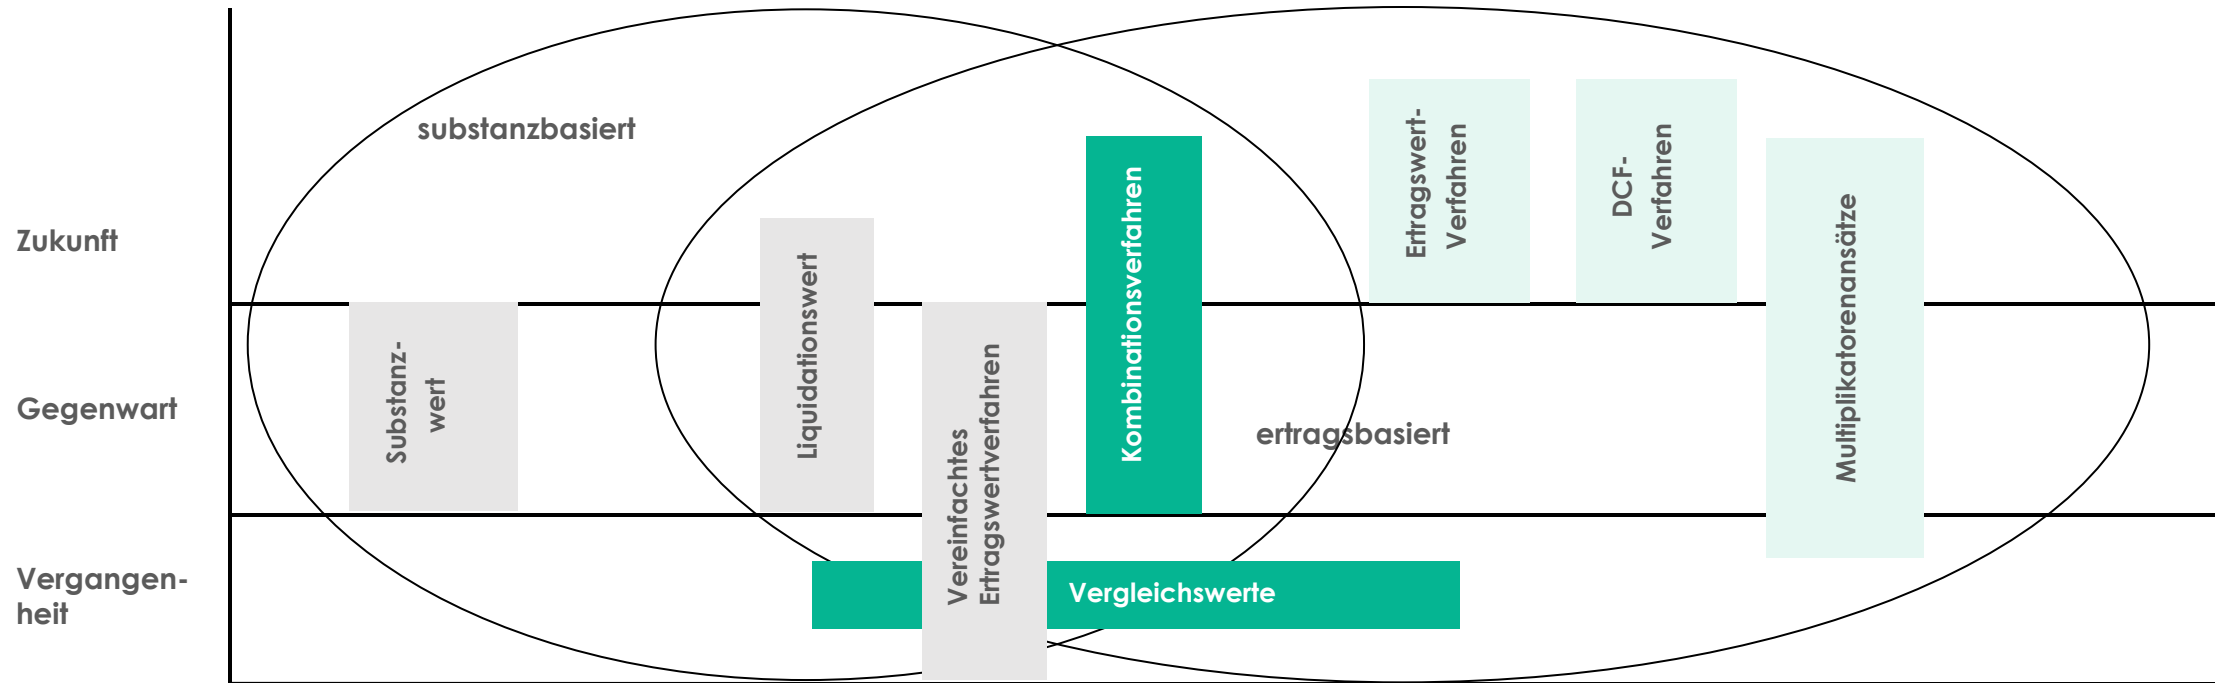 substanzbasiert
Zukunft
Gegenwart
Vergangen-
heit
Substanz-
wert
Liquidationswert
Vereinfachtes
Ertragswertverfahren
Kombinationsverfahren
Ertragswert-
Verfahren
DCF-
Verfahren
Multiplikatorenansätze
ertragsbasiert
Vergleichswerte